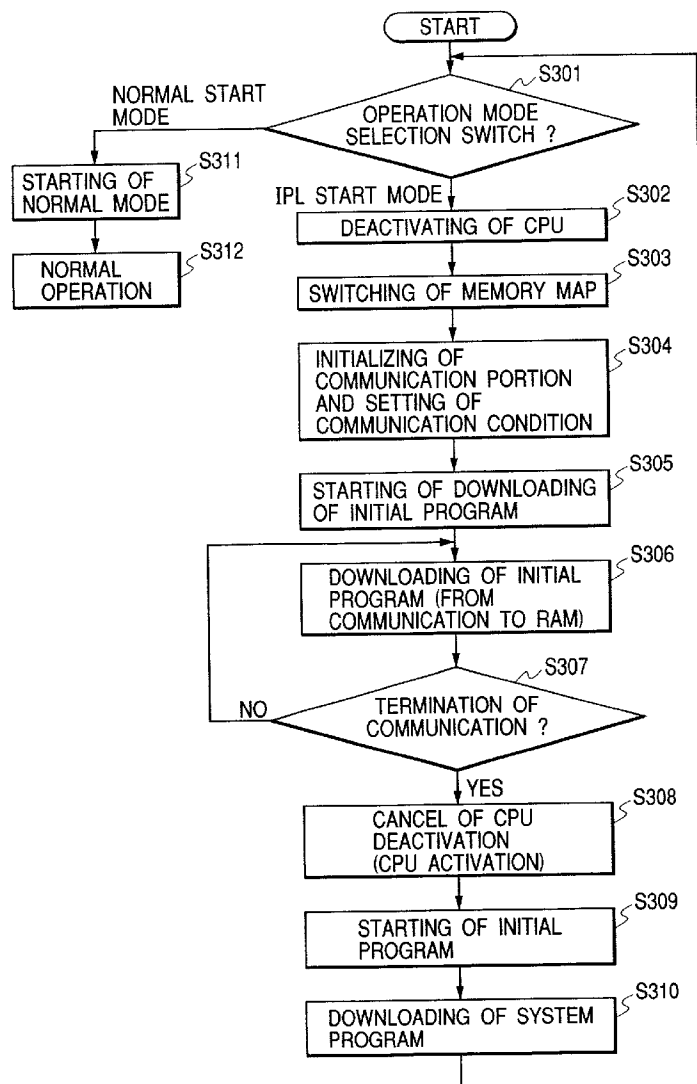 START
S301
NORMAL START
MODE
OPERATION MODE
SELECTION SWITCH ?
S311
STARTING OF
NORMAL MODE
IPL START MODE
S302
DEACTIVATING OF CPU
S312
NORMAL
OPERATION
S303
SWITCHING OF MEMORY MAP
S304
INITIALIZING OF
COMMUNICATION PORTION
AND SETTING OF
COMMUNICATION CONDITION
S305
STARTING OF DOWNLOADING
OF INITIAL PROGRAM
S306
DOWNLOADING OF INITIAL
PROGRAM (FROM
COMMUNICATION TO RAM)
S307
TERMINATION OF
COMMUNICATION ?
NO
YES
S308
CANCEL OF CPU
DEACTIVATION
(CPU ACTIVATION)
S309
STARTING OF INITIAL
PROGRAM
S310
DOWNLOADING OF SYSTEM
PROGRAM